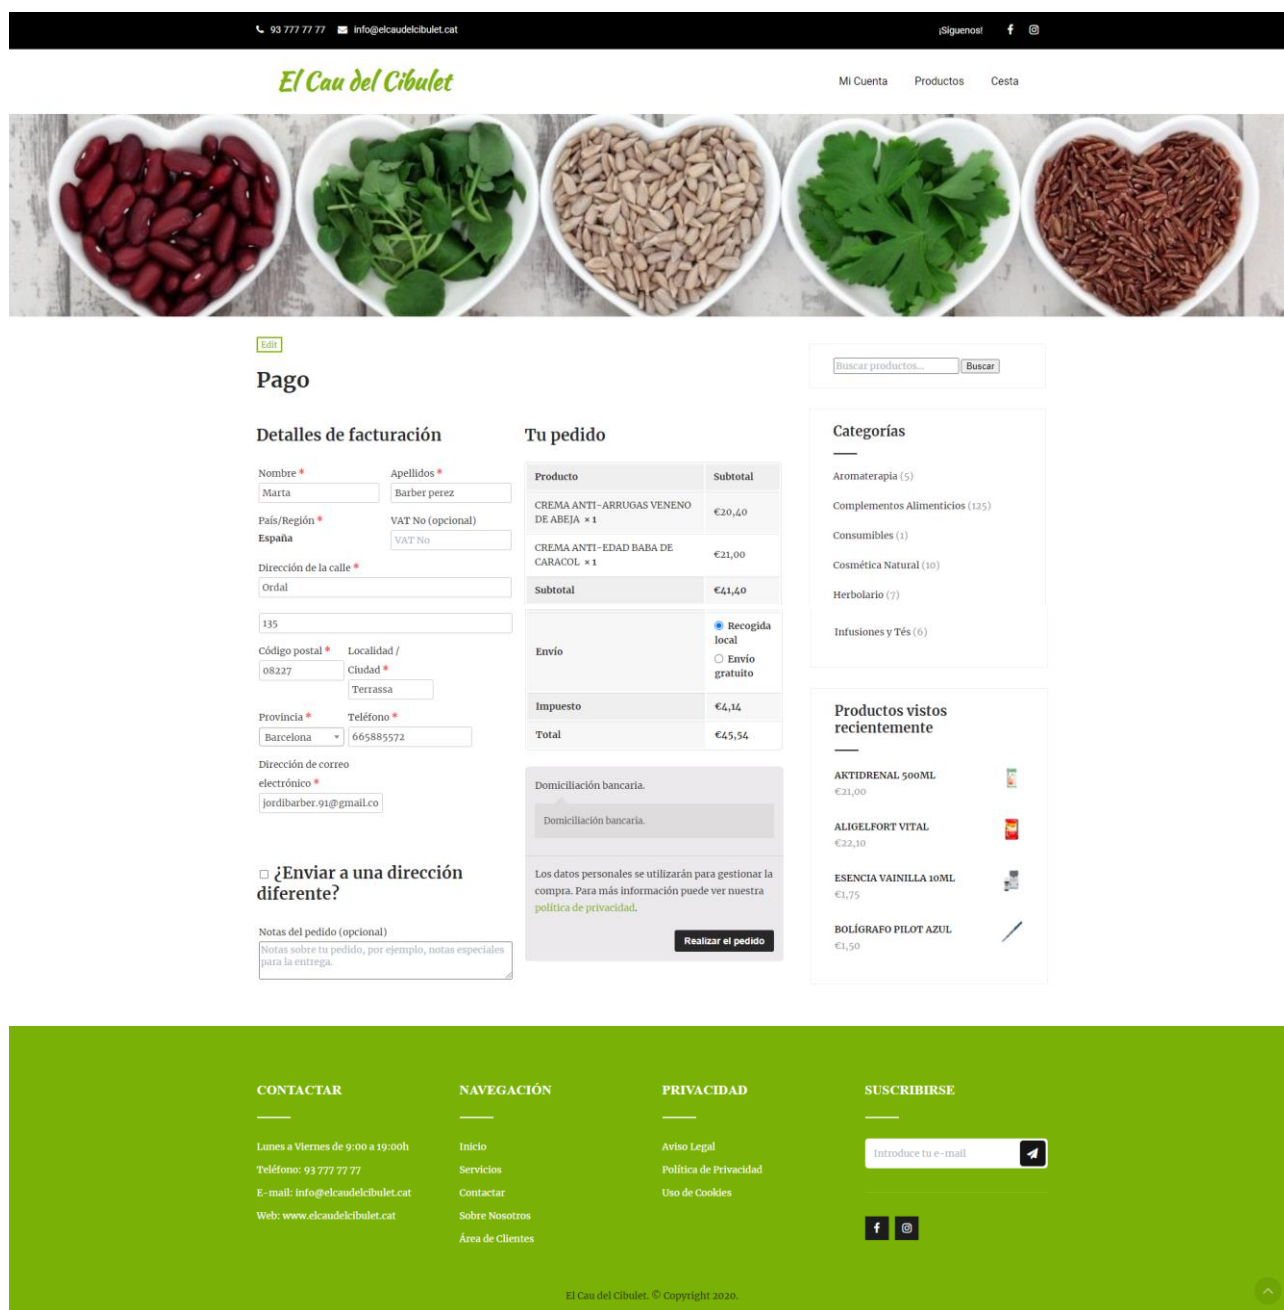 93 777 77 77 info@elcaudelcibulet.cat ¡Síguenos!
El Cau del Cibulet
Mi Cuenta Productos Cesta
Edit
Pago
Detalles de facturación
Nombre * Apellidos *
Marta Barber perez
País/Región * VAT No (opcional)
España VAT No
Dirección de la calle *
Ordal
135
Código postal * Localidad /
Ciudad *
08227
Terrassa
Provincia * Teléfono *
Barcelona 665885572
Dirección de correo
electrónico *
jordibarber.91@gmail.co
¿Enviar a una dirección
diferente?
Notas del pedido (opcional)
Notas sobre tu pedido, por ejemplo, notas especiales
para la entrega.
Tu pedido
Producto Subtotal
CREMA ANTI-ARRUGAS VENENO
DE ABEJA × 1 €20,40
CREMA ANTI-EDAD BABA DE
CARACOL × 1 €21,00
Subtotal €41,40
Envío
Recogida
local
Envío
gratuito
Impuesto €4,14
Total €45,54
Domiciliación bancaria.
Domiciliación bancaria.
Los datos personales se utilizarán para gestionar la
compra. Para más información puede ver nuestra
política de privacidad.
Realizar el pedido
Buscar productos... Buscar
Categorías
Aromaterapia (5)
Complementos Alimenticios (125)
Consumibles (1)
Cosmética Natural (10)
Herbolario (7)
Infusiones y Tés (6)
Productos vistos
recientemente
AKTIDRENAL 500ML
€21,00
ALIGELFORT VITAL
€22,10
ESENCIA VAINILLA 10ML
€1,75
BOLÍGRAFO PILOT AZUL
€1,50
CONTACTAR
Lunes a Viernes de 9:00 a 19:00h
Teléfono: 93 777 77 77
E-mail: info@elcaudelcibulet.cat
Web: www.elcaudelcibulet.cat
NAVEGACIÓN
Inicio
Servicios
Contactar
Sobre Nosotros
Área de Clientes
PRIVACIDAD
Aviso Legal
Política de Privacidad
Uso de Cookies
SUSCRIBIRSE
Introduce tu e-mail
El Cau del Cibulet. © Copyright 2020.